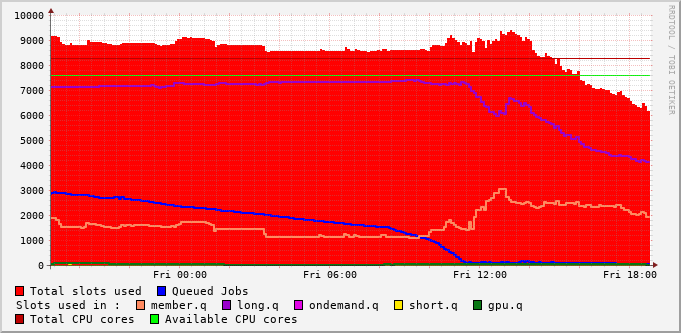 10000
9000
8000
7000
6000
5000
4000
3000
2000
1000
0
Fri 00:00 Fri 06:00 Fri 12:00 Fri 18:00
RRDTOOL / TOBI OETIKER
Total slots used Queued Jobs
Slots used in : member.q long.q ondemand.q short.q gpu.q
Total CPU cores Available CPU cores